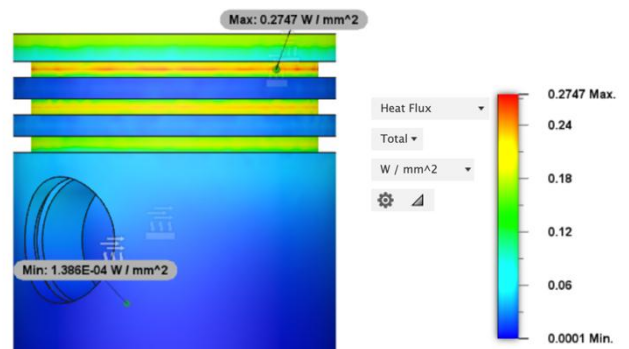 Max: 0.2747 W / mm^2
Heat Flux
Total
W / mm^2
0.2747 Max.
0.24
0.18
0.12
0.06
0.0001 Min.
Min: 1.386E-04 W / mm^2